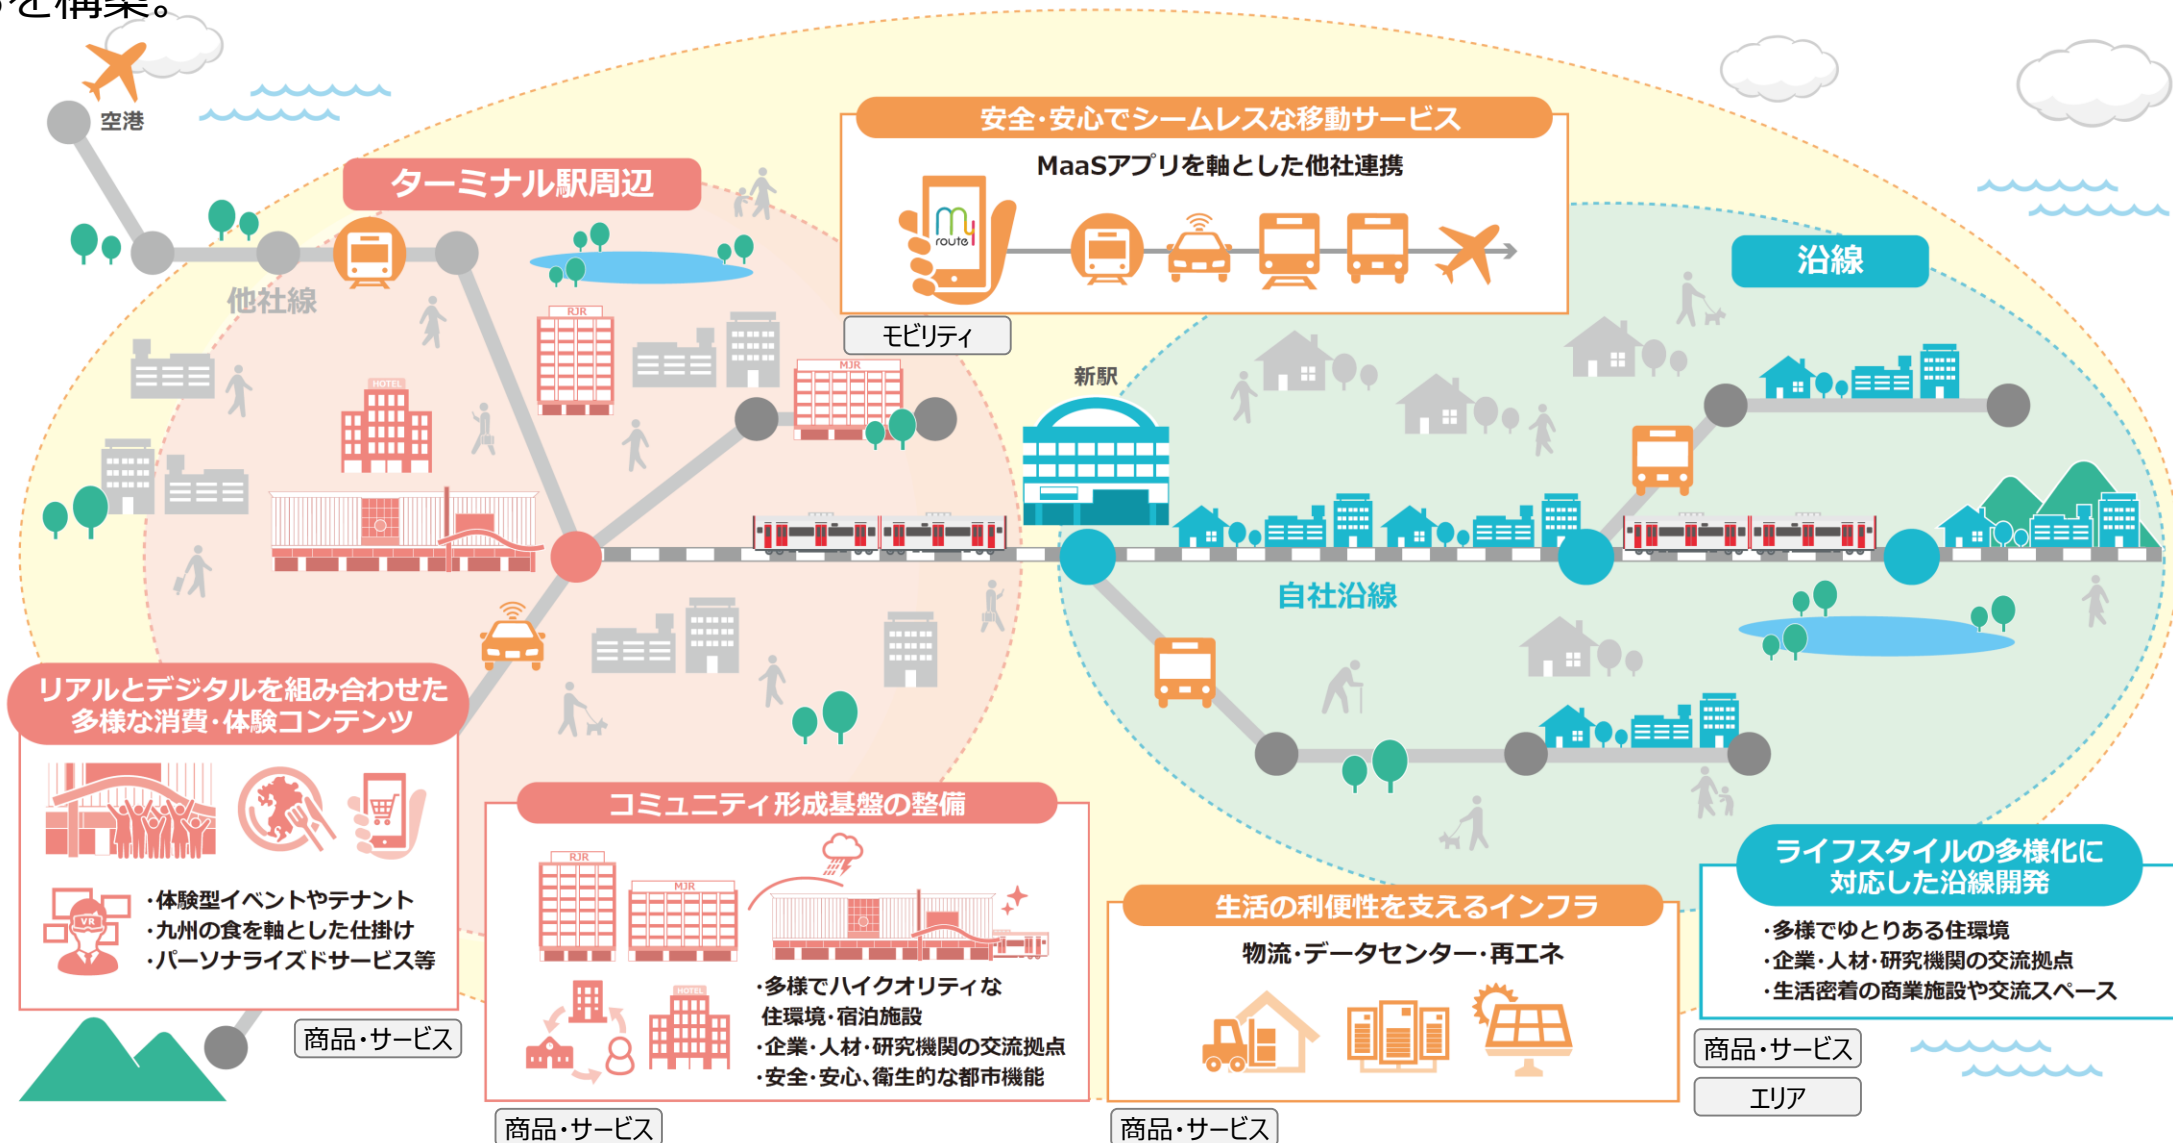 を構築。
空港
ターミナル駅周辺
他社線
安全・安心でシームレスな移動サービス
MaaSアプリを軸とした他社連携
my
route
モビリティ
沿線
RJR
MJR
HOTEL
新駅
自社沿線
リアルとデジタルを組み合わせた
多様な消費・体験コンテンツ
VR
・体験型イベントやテナント
・九州の食を軸とした仕掛け
・パーソナライズドサービス等
商品・サービス
コミュニティ形成基盤の整備
RJR
MJR
HOTEL
・多様でハイクオリティな
住環境・宿泊施設
・企業・人材・研究機関の交流拠点
・安全・安心、衛生的な都市機能
商品・サービス
生活の利便性を支えるインフラ
物流・データセンター・再エネ
商品・サービス
ライフスタイルの多様化に
対応した沿線開発
・多様でゆとりある住環境
・企業・人材・研究機関の交流拠点
・生活密着の商業施設や交流スペース
商品・サービス
エリア